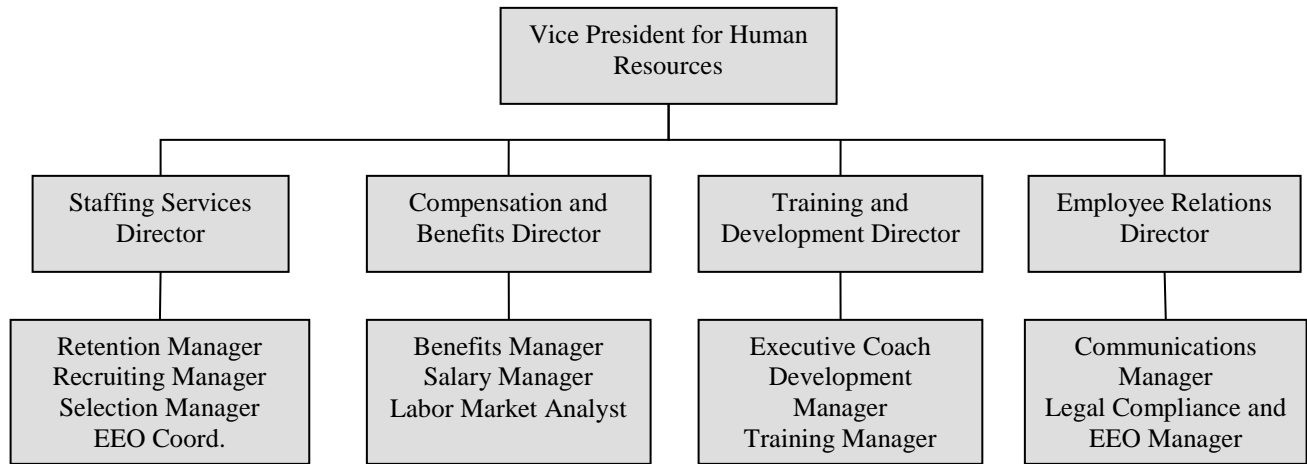 Vice President for Human
Resources
Staffing Services
Director
Compensation and
Benefits Director
Training and
Development Director
Employee Relations
Director
Retention Manager
Recruiting Manager
Selection Manager
EEO Coord.
Benefits Manager
Salary Manager
Labor Market Analyst
Executive Coach
Development
Manager
Training Manager
Communications
Manager
Legal Compliance and
EEO Manager